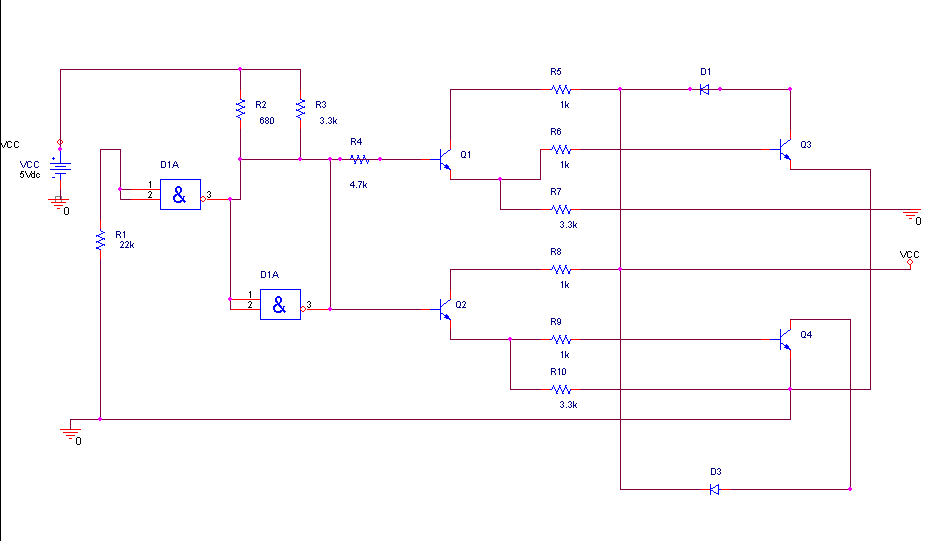 R5
D1
1k
R2
680
R3
3.3k
VCC
VCC
5Vdc
0
R4
4.7k
Q1
R6
1k
Q3
D1A
1
2
&
3
R7
3.3k
0
R1
22k
R8
1k
VCC
D1A
1
2
&
3
Q2
R9
1k
Q4
R10
3.3k
0
D3